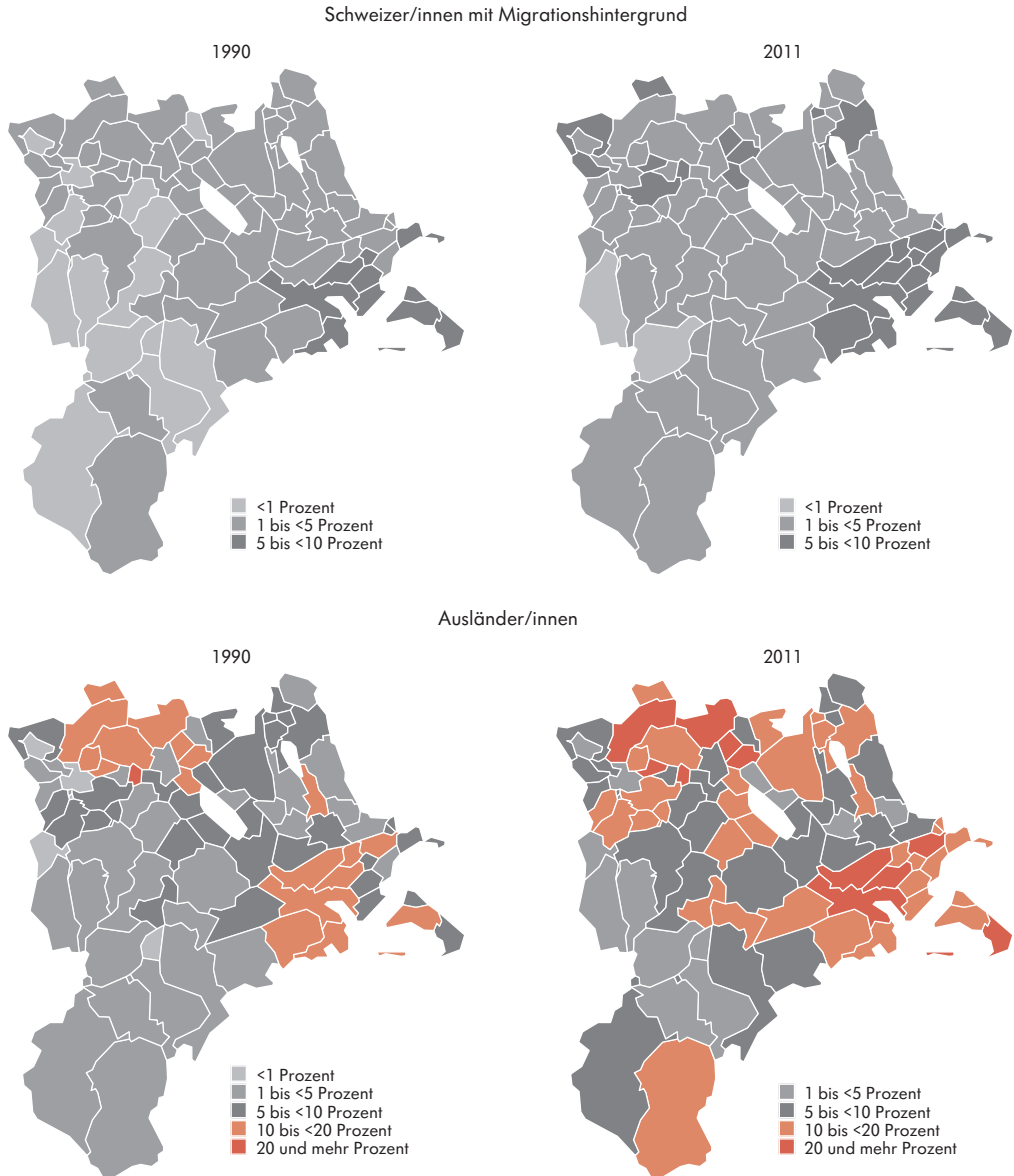 Schweizer/innen mit Migrationshintergrund
1990
2011
<1 Prozent
1 bis <5 Prozent
5 bis <10 Prozent
<1 Prozent
1 bis <5 Prozent
5 bis <10 Prozent
Ausländer/innen
1990
2011
<1 Prozent
1 bis <5 Prozent
5 bis <10 Prozent
10 bis <20 Prozent
20 und mehr Prozent
1 bis <5 Prozent
5 bis <10 Prozent
10 bis <20 Prozent
20 und mehr Prozent